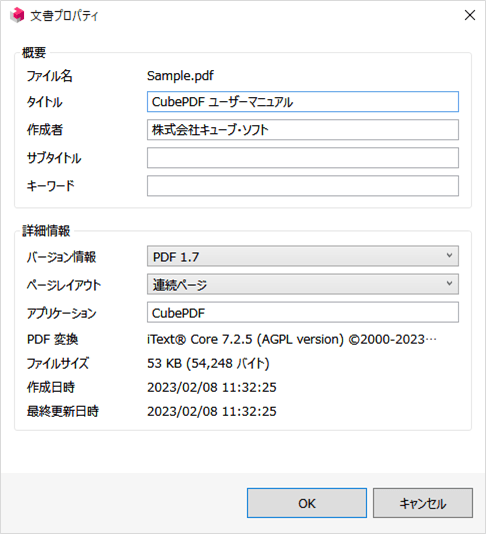 文書プロパティ
概要
ファイル名 Sample.pdf
タイトル CubePDF ユーザーマニュアル
作成者 株式会社キューブ・ソフト
サブタイトル
キーワード
詳細情報
バージョン情報 PDF 1.7
ページレイアウト 連続ページ
アプリケーション CubePDF
PDF 変換 iText® Core 7.2.5 (AGPL version) ©2000-2023…
ファイルサイズ 53 KB (54,248 バイト)
作成日時 2023/02/08 11:32:25
最終更新日時 2023/02/08 11:32:25
OK キャンセル